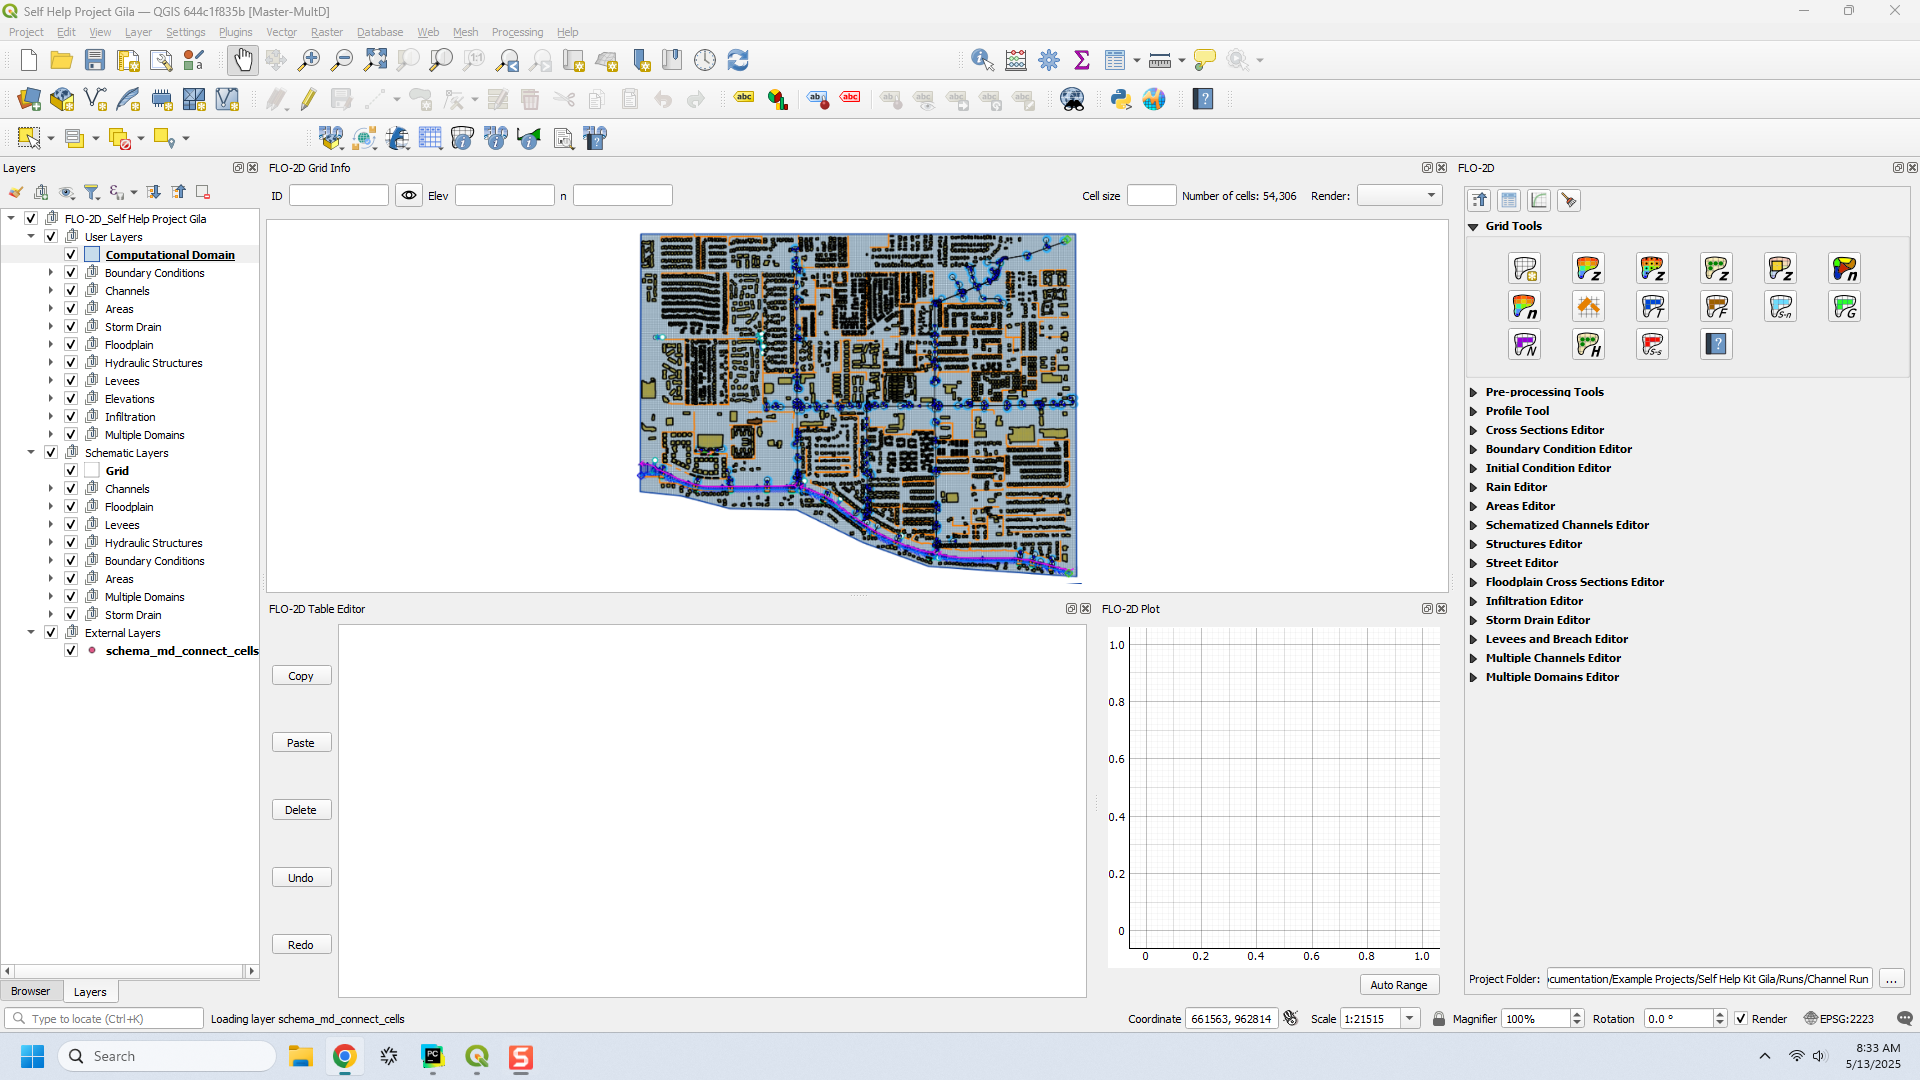 Self Help Project Gila — QGIS 644c1f835b [Master-MultD]
Project Edit View Layer Settings Plugins Vector Raster Database Web Mesh Processing Help
Layers
FLO-2D_Self Help Project Gila
User Layers
Computational Domain
Boundary Conditions
Channels
Areas
Storm Drain
Floodplain
Hydraulic Structures
Levees
Elevations
Infiltration
Multiple Domains
Schematic Layers
Grid
Channels
Floodplain
Levees
Hydraulic Structures
Boundary Conditions
Areas
Multiple Domains
Storm Drain
External Layers
schema_md_connect_cells
Browser Layers
FLO-2D Grid Info
ID Elev n Cell size Number of cells: 54,306 Render:
FLO-2D Table Editor
Copy
Paste
Delete
Undo
Redo
FLO-2D Plot
1.0
0.8
0.6
0.4
0.2
0
0 0.2 0.4 0.6 0.8 1.0
Auto Range
FLO-2D
Grid Tools
Pre-processing Tools
Profile Tool
Cross Sections Editor
Boundary Condition Editor
Initial Condition Editor
Rain Editor
Areas Editor
Schematized Channels Editor
Structures Editor
Street Editor
Floodplain Cross Sections Editor
Infiltration Editor
Storm Drain Editor
Levees and Breach Editor
Multiple Channels Editor
Multiple Domains Editor
Project Folder: cumentation/Example Projects/Self Help Kit Gila/Runs/Channel Run ...
Type to locate (Ctrl+K) Loading layer schema_md_connect_cells Coordinate 661563, 962814 Scale 1:21515 Magnifier 100% Rotation 0.0 ° Render EPSG:2223
Search
8:33 AM
5/13/2025